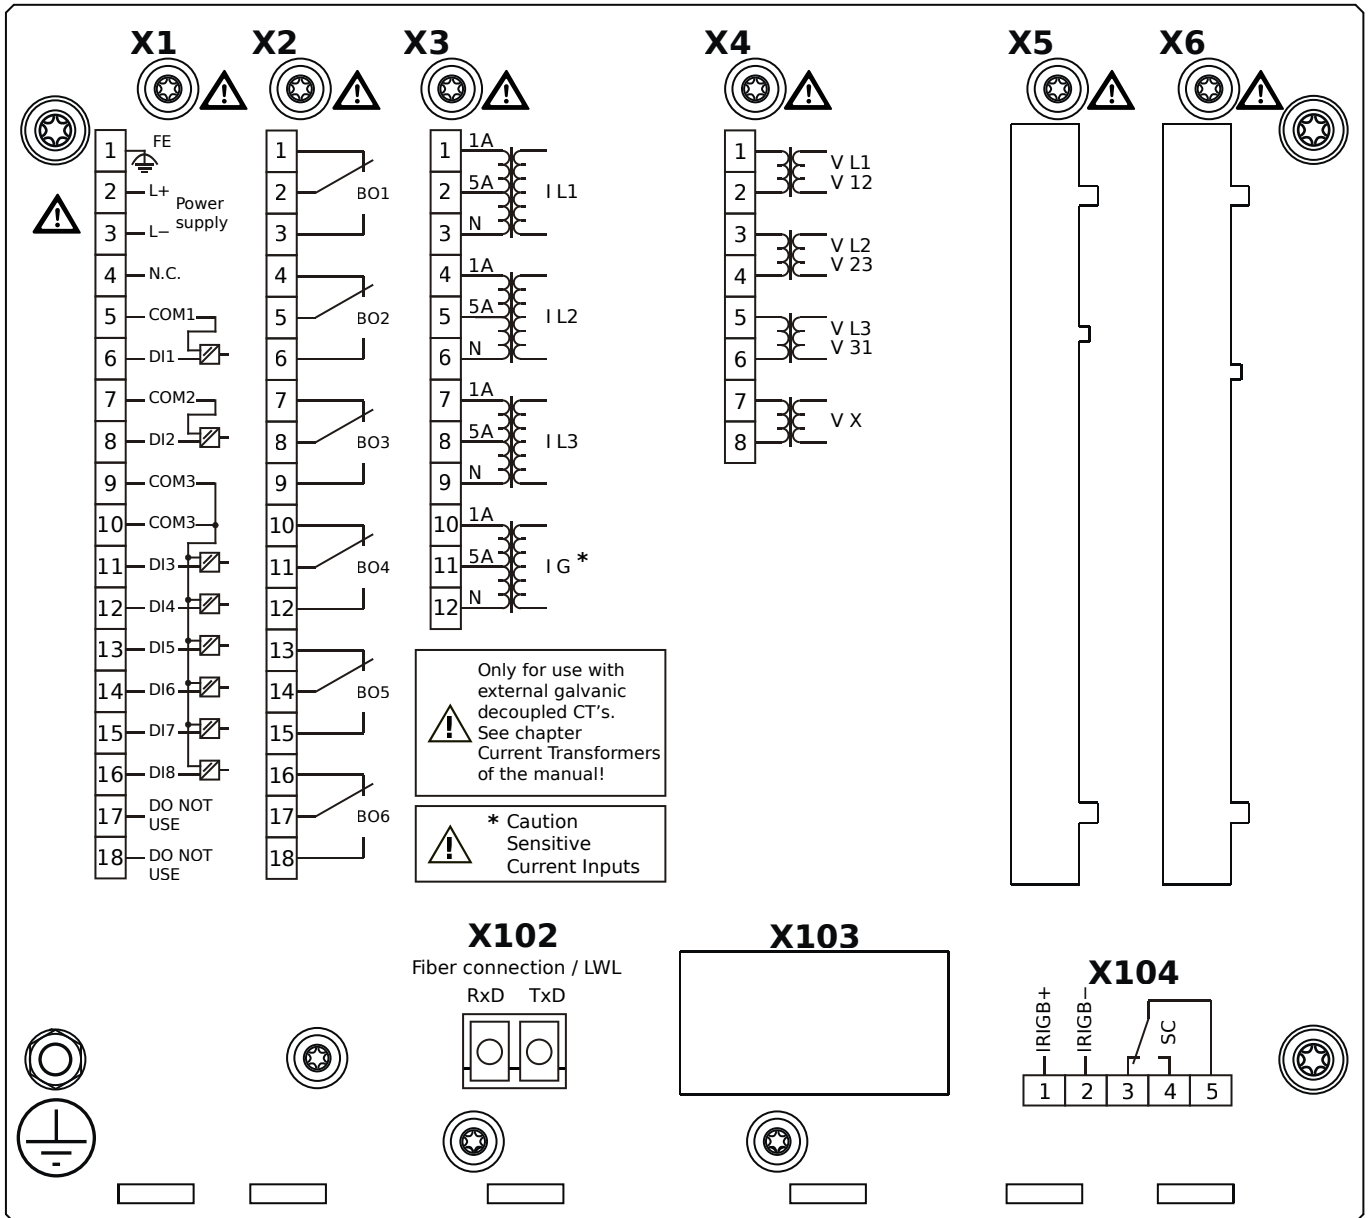 X1 X2 X3 X4 X5 X6
1 FE
2 L+
Power
supply
3 L−
4 N.C.
5 COM1
6 DI1
7 COM2
8 DI2
9 COM3
10 COM3
11 DI3
12 DI4
13 DI5
14 DI6
15 DI7
16 DI8
17 DO NOT
USE
18 DO NOT
USE
1
2 BO1
3
4
5 BO2
6
7
8 BO3
9
10
11 BO4
12
13
14 BO5
15
16
17 BO6
18
1 1A
2 5A I L1
3 N
4 1A
5 5A I L2
6 N
7 1A
8 5A I L3
9 N
10 1A
11 5A I G *
12 N
Only for use with
external galvanic
decoupled CT's.
See chapter
Current Transformers
of the manual!
* Caution
Sensitive
Current Inputs
1 V L1
2 V 12
3 V L2
4 V 23
5 V L3
6 V 31
7 V X
8
X102
Fiber connection / LWL
RxD TxD
X103
X104
IRIGB+
IRIGB−
SC
1 2 3 4 5